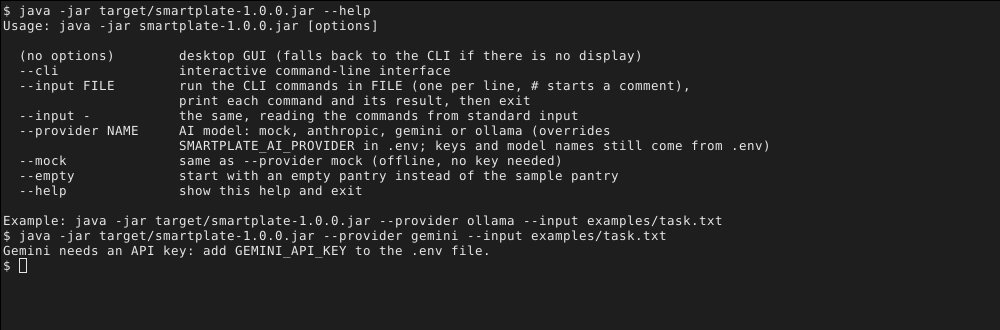 $ java -jar target/smartplate-1.0.0.jar --help
Usage: java -jar smartplate-1.0.0.jar [options]

  (no options)        desktop GUI (falls back to the CLI if there is no display)
  --cli               interactive command-line interface
  --input FILE        run the CLI commands in FILE (one per line, # starts a comment),
                      print each command and its result, then exit
  --input -           the same, reading the commands from standard input
  --provider NAME     AI model: mock, anthropic, gemini or ollama (overrides
                      SMARTPLATE_AI_PROVIDER in .env; keys and model names still come from .env)
  --mock              same as --provider mock (offline, no key needed)
  --empty             start with an empty pantry instead of the sample pantry
  --help              show this help and exit

Example: java -jar target/smartplate-1.0.0.jar --provider ollama --input examples/task.txt
$ java -jar target/smartplate-1.0.0.jar --provider gemini --input examples/task.txt
Gemini needs an API key: add GEMINI_API_KEY to the .env file.
$